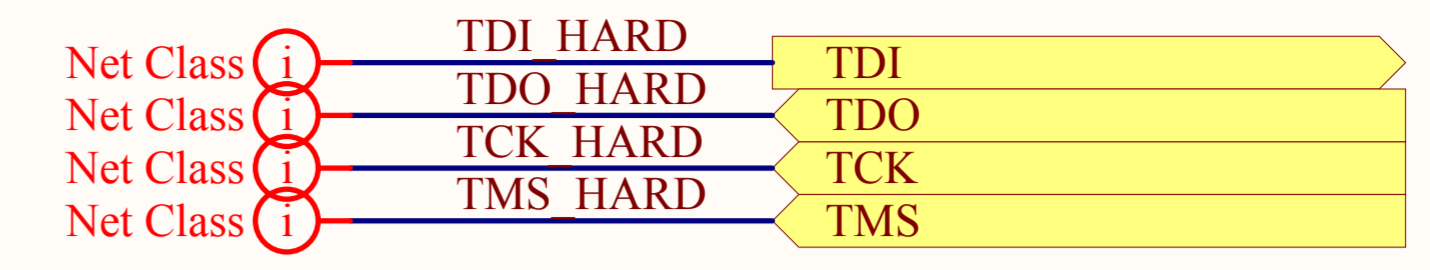 Net Class i TDI_HARD TDI
Net Class i TDO_HARD TDO
Net Class i TCK_HARD TCK
Net Class i TMS_HARD TMS